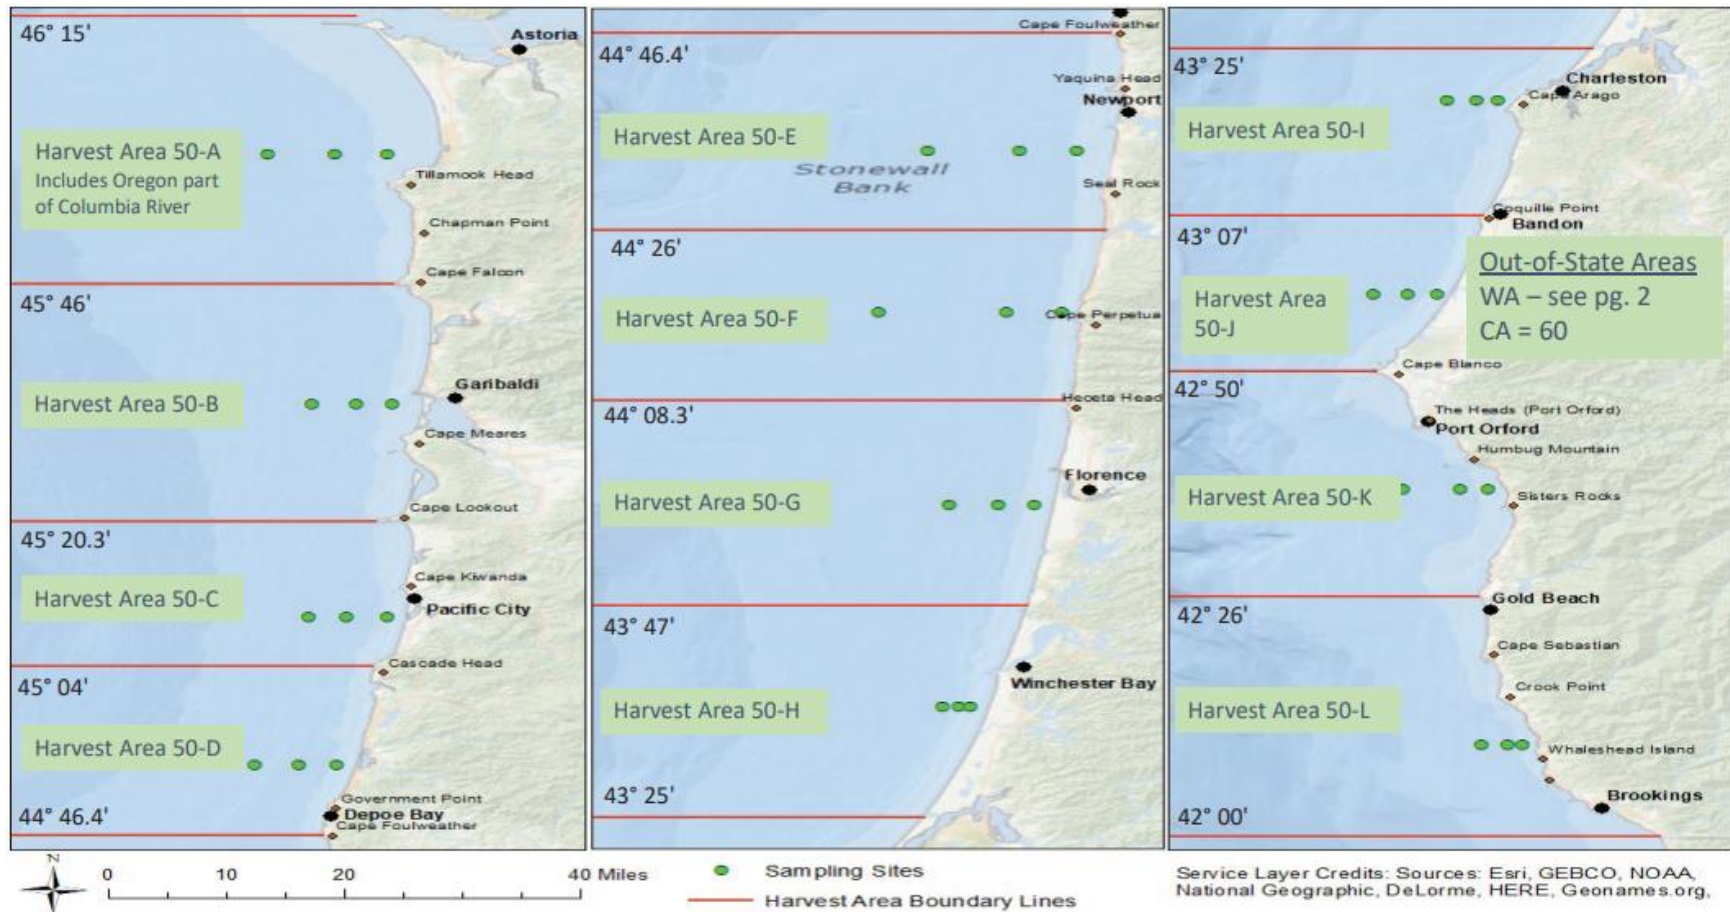 46° 15'
Astoria
Harvest Area 50-A
Includes Oregon part
of Columbia River
Tillamook Head
Chapman Point
Cape Falcon
45° 46'
Garibaldi
Harvest Area 50-B
Cape Meares
Cape Lookout
45° 20.3'
Cape Kiwanda
Harvest Area 50-C
Pacific City
Cascade Head
45° 04'
Harvest Area 50-D
Government Point
44° 46.4'
Depoe Bay
Cape Foulweather
Cape Foulweather
44° 46.4'
Yaquina Head
Newport
Harvest Area 50-E
Stonewall
Bank
Seal Rock
44° 26'
Harvest Area 50-F
Cape Perpetua
Heceta Head
44° 08.3'
Florence
Harvest Area 50-G
43° 47'
Winchester Bay
Harvest Area 50-H
43° 25'
43° 25'
Charleston
Cape Arago
Harvest Area 50-I
Coquille Point
Bandon
43° 07'
Out-of-State Areas
WA – see pg. 2
CA = 60
Harvest Area
50-J
Cape Blanco
42° 50'
The Heads (Port Orford)
Port Orford
Humbug Mountain
Harvest Area 50-K
Sisters Rocks
Gold Beach
42° 26'
Cape Sebastian
Crook Point
Harvest Area 50-L
Whaleshead Island
Brookings
42° 00'
N
0 10 20 40 Miles
Sampling Sites
Harvest Area Boundary Lines
Service Layer Credits: Sources: Esri, GEBCO, NOAA,
National Geographic, DeLorme, HERE, Geonames.org,